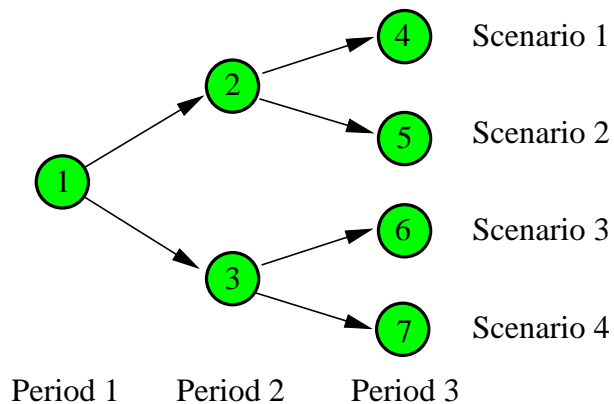 4 Scenario 1
2
5 Scenario 2
1
6 Scenario 3
3
7 Scenario 4
Period 1 Period 2 Period 3